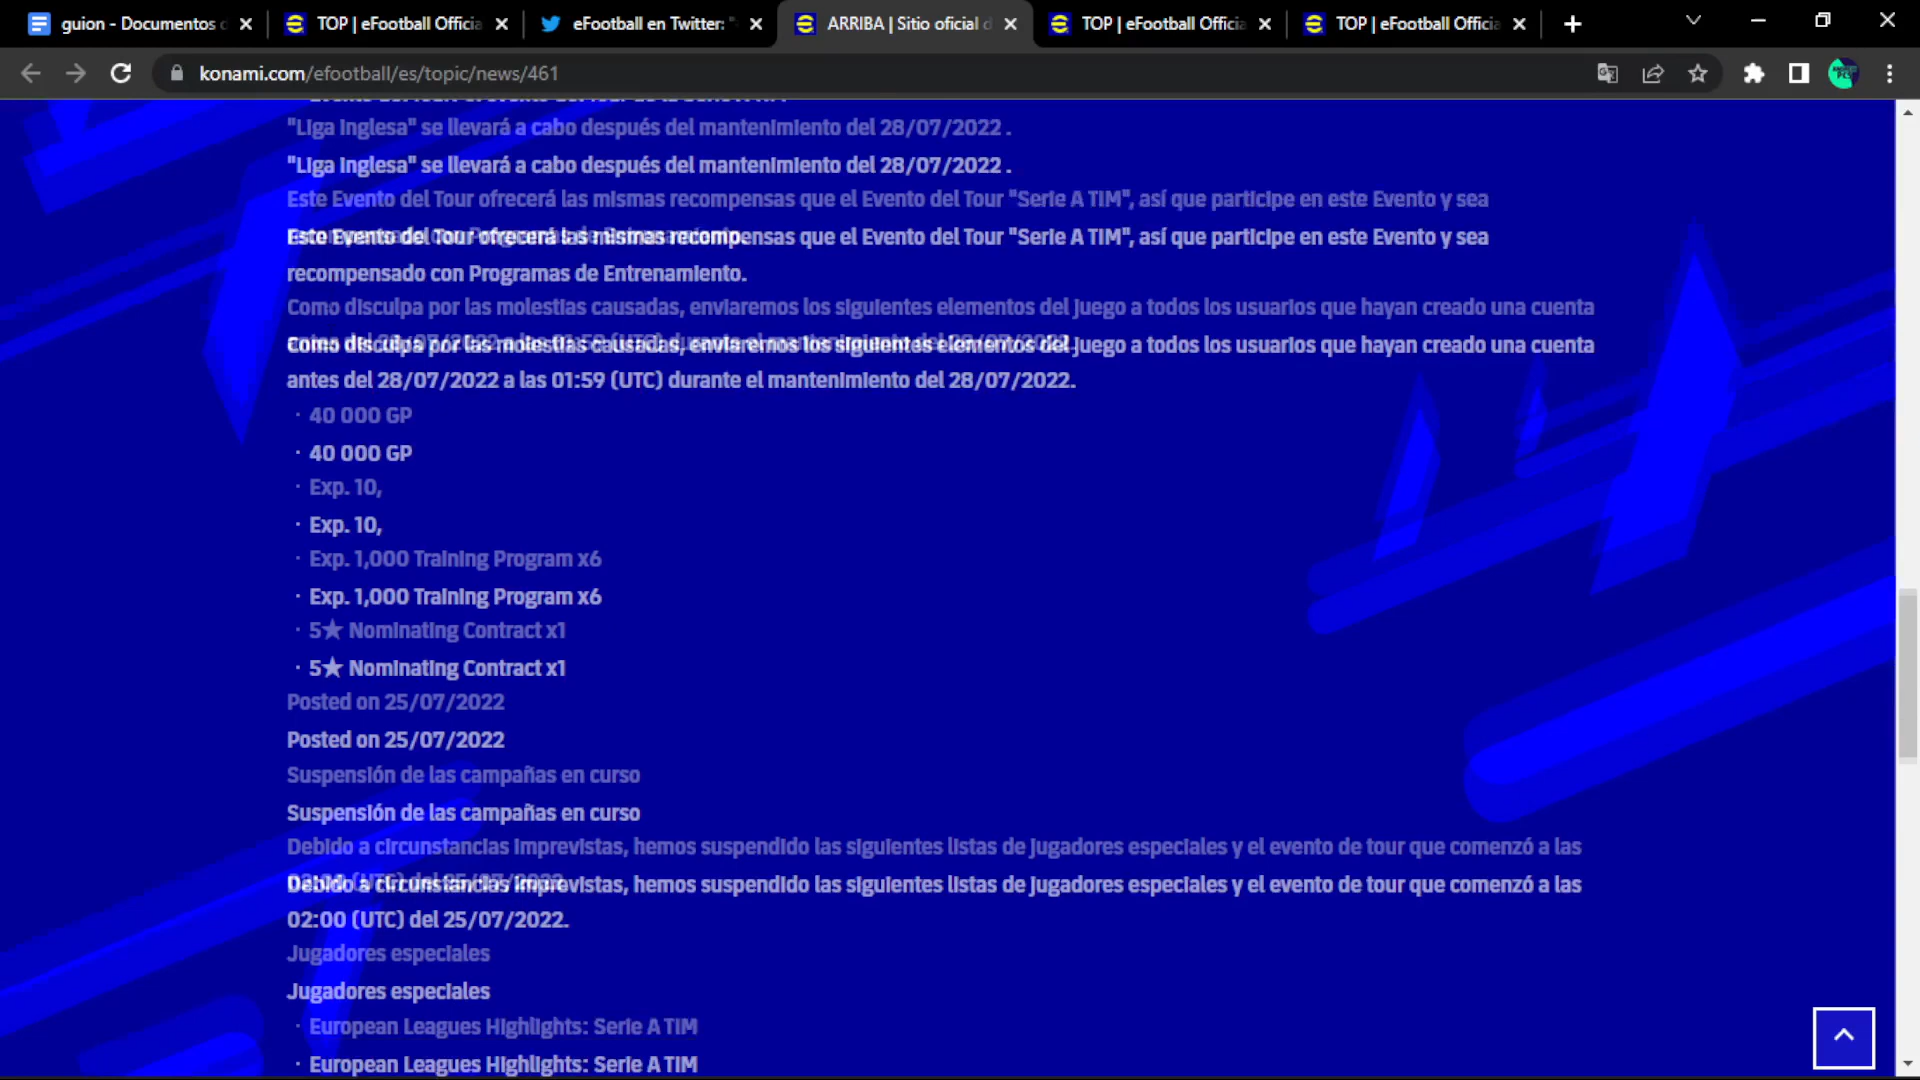 guion - Documentos
TOP | eFootball Officia
eFootball en Twitter: "
ARRIBA | Sitio oficial d
TOP | eFootball Officia
TOP | eFootball Officia
konami.com/efootball/es/topic/news/461
"Liga Inglesa" se llevará a cabo después del mantenimiento del 28/07/2022 .
"Liga Inglesa" se llevará a cabo después del mantenimiento del 28/07/2022 .
Este Evento del Tour ofrecerá las mismas recompensas que el Evento del Tour "Serie A TIM", así que participe en este Evento y sea
Este Evento del Tour ofrecerá las mismas recompensas que el Evento del Tour "Serie A TIM", así que participe en este Evento y sea
recompensado con Programas de Entrenamiento.
Como disculpa por las molestias causadas, enviaremos los siguientes elementos del juego a todos los usuarios que hayan creado una cuenta
Como disculpa por las molestias causadas, enviaremos los siguientes elementos del juego a todos los usuarios que hayan creado una cuenta
antes del 28/07/2022 a las 01:59 (UTC) durante el mantenimiento del 28/07/2022.
· 40 000 GP
· 40 000 GP
· Exp. 10,
· Exp. 10,
· Exp. 1,000 Training Program x6
· Exp. 1,000 Training Program x6
· 5★ Nominating Contract x1
· 5★ Nominating Contract x1
Posted on 25/07/2022
Posted on 25/07/2022
Suspensión de las campañas en curso
Suspensión de las campañas en curso
Debido a circunstancias imprevistas, hemos suspendido las siguientes listas de jugadores especiales y el evento de tour que comenzó a las
Debido a circunstancias imprevistas, hemos suspendido las siguientes listas de jugadores especiales y el evento de tour que comenzó a las
02:00 (UTC) del 25/07/2022.
Jugadores especiales
Jugadores especiales
· European Leagues Highlights: Serie A TIM
· European Leagues Highlights: Serie A TIM